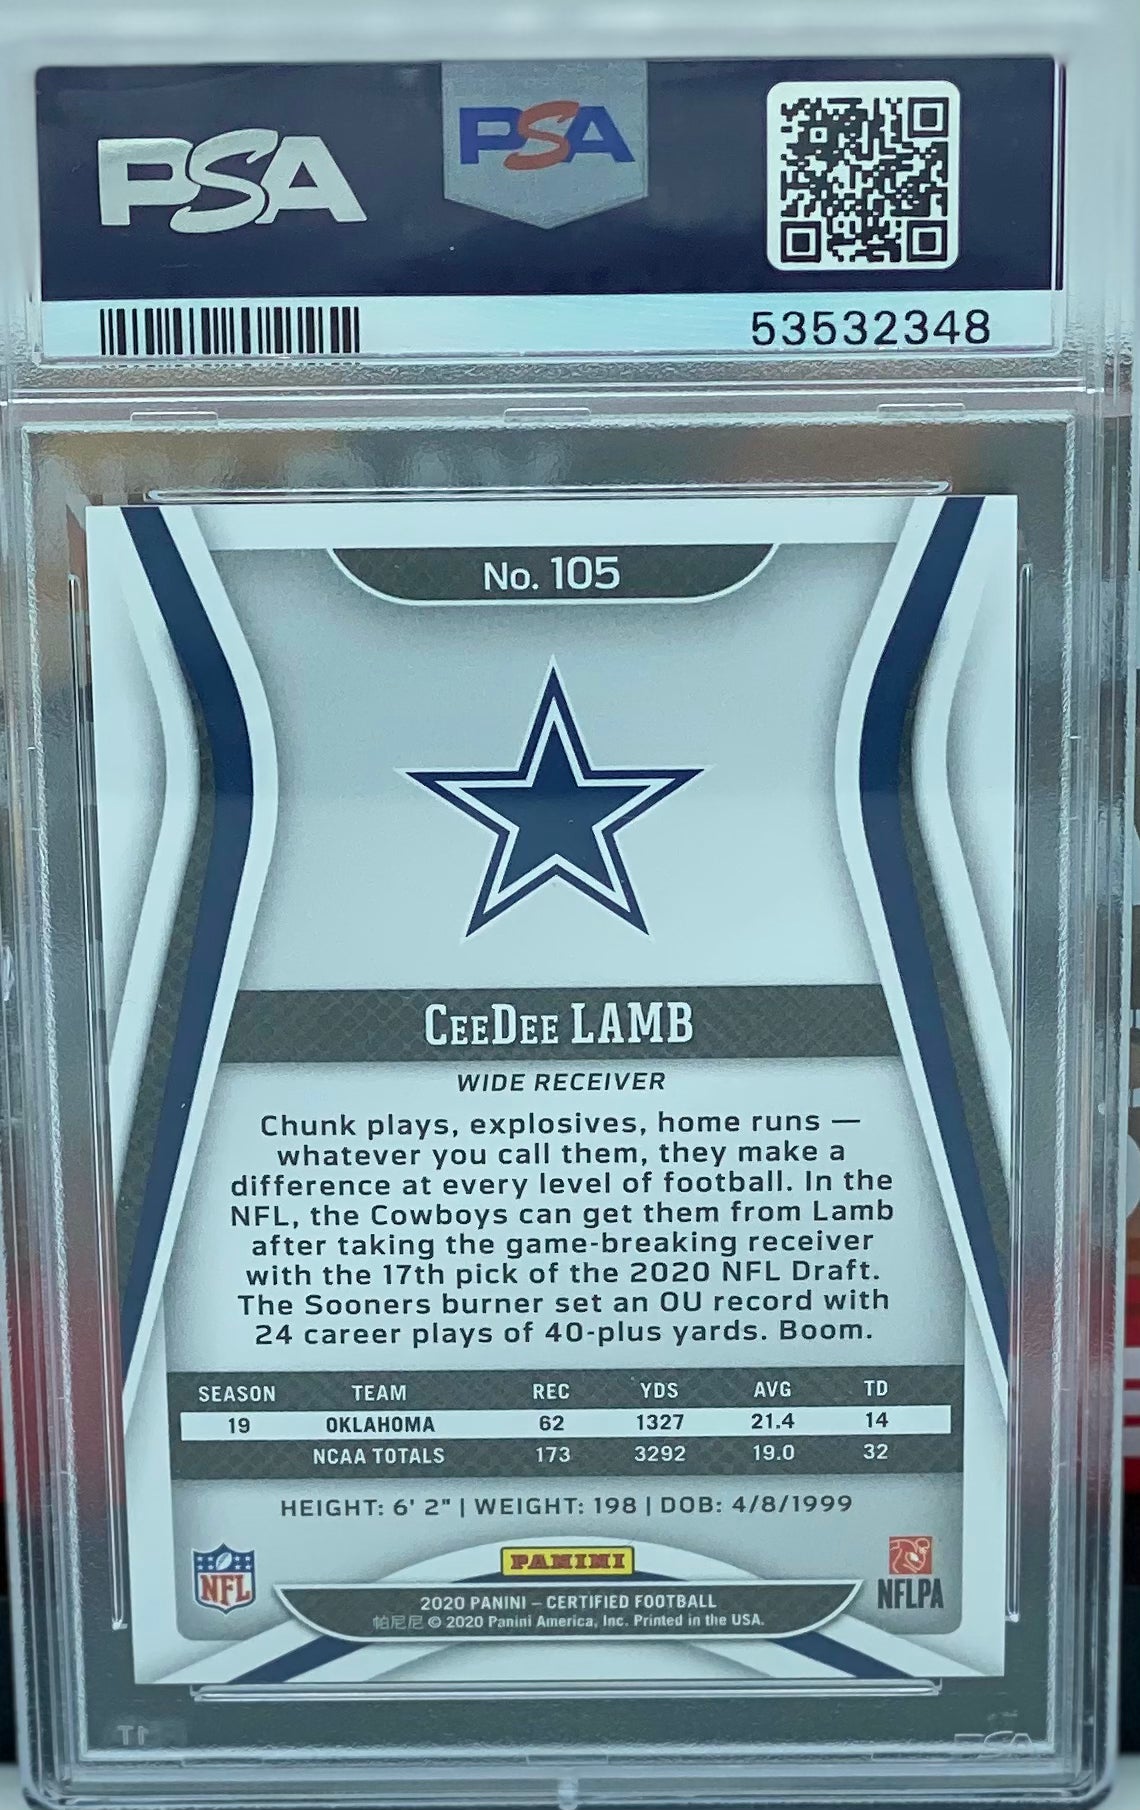 PSA
PSA
53532348
No. 105
CEEDEE LAMB
WIDE RECEIVER
Chunk plays, explosives, home runs —
whatever you call them, they make a
difference at every level of football. In the
NFL, the Cowboys can get them from Lamb
after taking the game-breaking receiver
with the 17th pick of the 2020 NFL Draft.
The Sooners burner set an OU record with
24 career plays of 40-plus yards. Boom.
SEASON TEAM REC YDS AVG TD
19 OKLAHOMA 62 1327 21.4 14
NCAA TOTALS 173 3292 19.0 32
HEIGHT: 6' 2" | WEIGHT: 198 | DOB: 4/8/1999
NFL
PANINI
NFLPA
2020 PANINI – CERTIFIED FOOTBALL
帕尼尼 © 2020 Panini America, Inc. Printed in the USA.
PSA